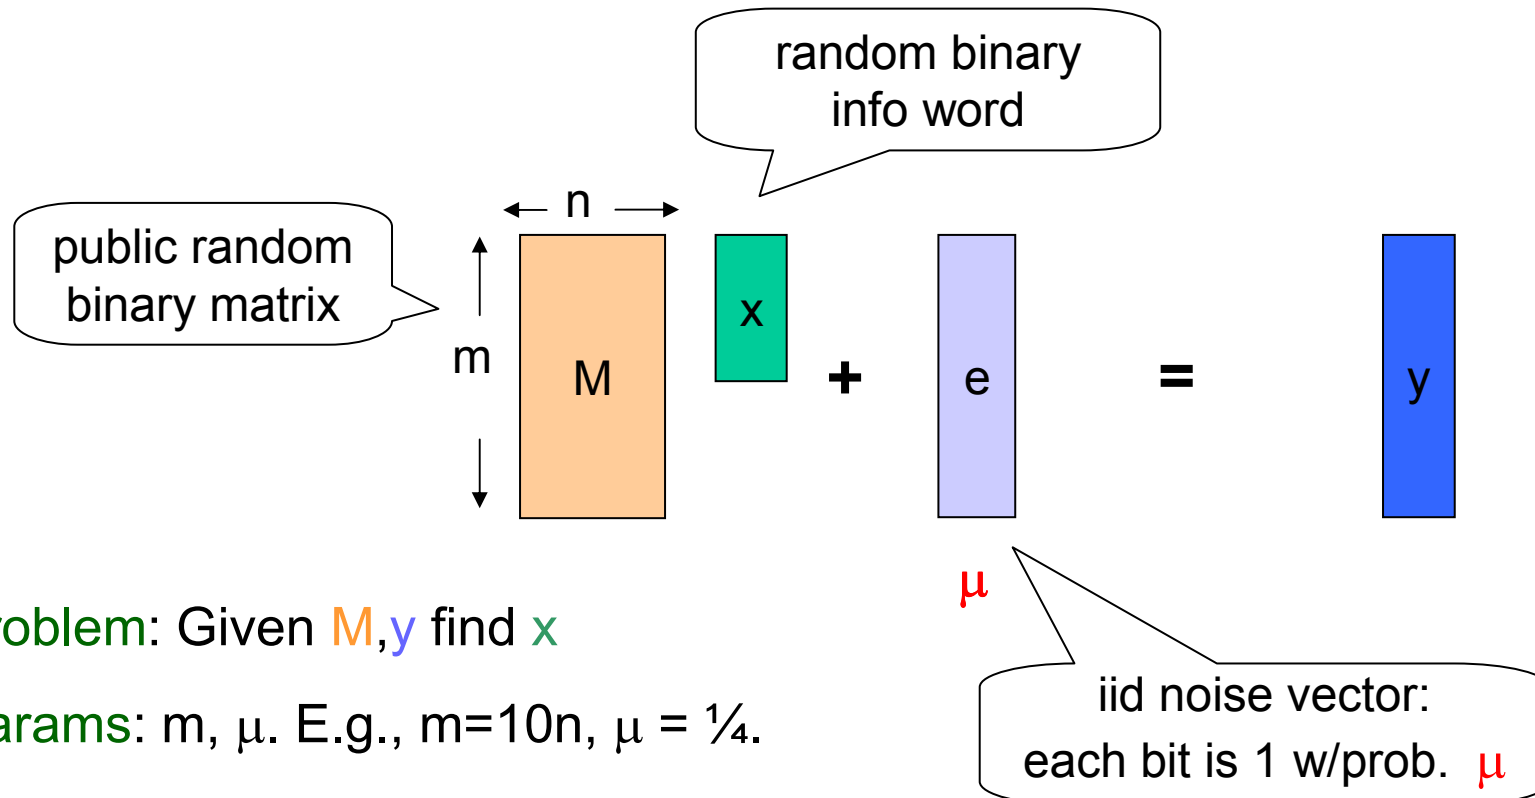 random binary
info word
public random
binary matrix
n
m
M
x
+
e
=
y
μ
roblem: Given M,y find x
arams: m, μ. E.g., m=10n, μ = ¼.
iid noise vector:
each bit is 1 w/prob. μ